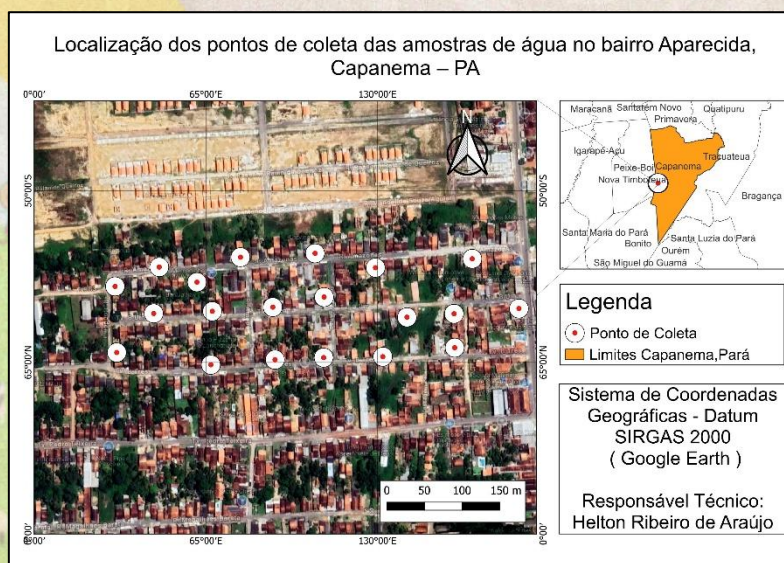 Localização dos pontos de coleta das amostras de água no bairro Aparecida,
Capanema – PA
0°00' 65°00'E 130°00'E 0°00'
N
50°00'S
65°00'N
0°00'
0 50 100 150 m
0°00' 65°00'E 130°00'E 0°00'
Maracanã
Santarém Novo
Quatipuru
Primavera
Igarapé-Açu
Tracuateua
Peixe-Boi
Capanema
Nova Timboteua
Bragança
Santa Maria do Pará
Santa Luzia do Pará
Bonito
Ourém
São Miguel do Guamá
Legenda
Ponto de Coleta
Limites Capanema,Pará
Sistema de Coordenadas
Geográficas - Datum
SIRGAS 2000
( Google Earth )
Responsável Técnico:
Helton Ribeiro de Araújo